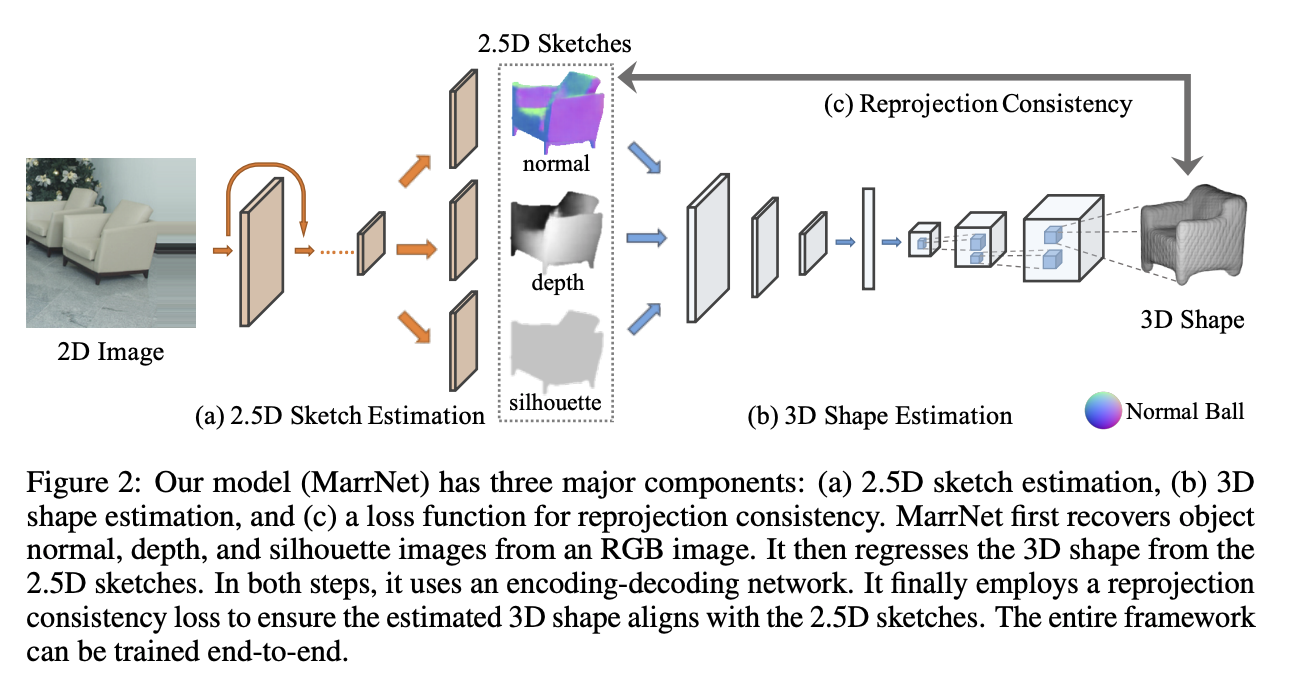 2.5D Sketches
(c) Reprojection Consistency
normal
depth
2D Image
3D Shape
silhouette
(a) 2.5D Sketch Estimation
(b) 3D Shape Estimation
Normal Ball
Figure 2: Our model (MarrNet) has three major components: (a) 2.5D sketch estimation, (b) 3D
shape estimation, and (c) a loss function for reprojection consistency. MarrNet first recovers object
normal, depth, and silhouette images from an RGB image. It then regresses the 3D shape from the
2.5D sketches. In both steps, it uses an encoding-decoding network. It finally employs a reprojection
consistency loss to ensure the estimated 3D shape aligns with the 2.5D sketches. The entire framework
can be trained end-to-end.